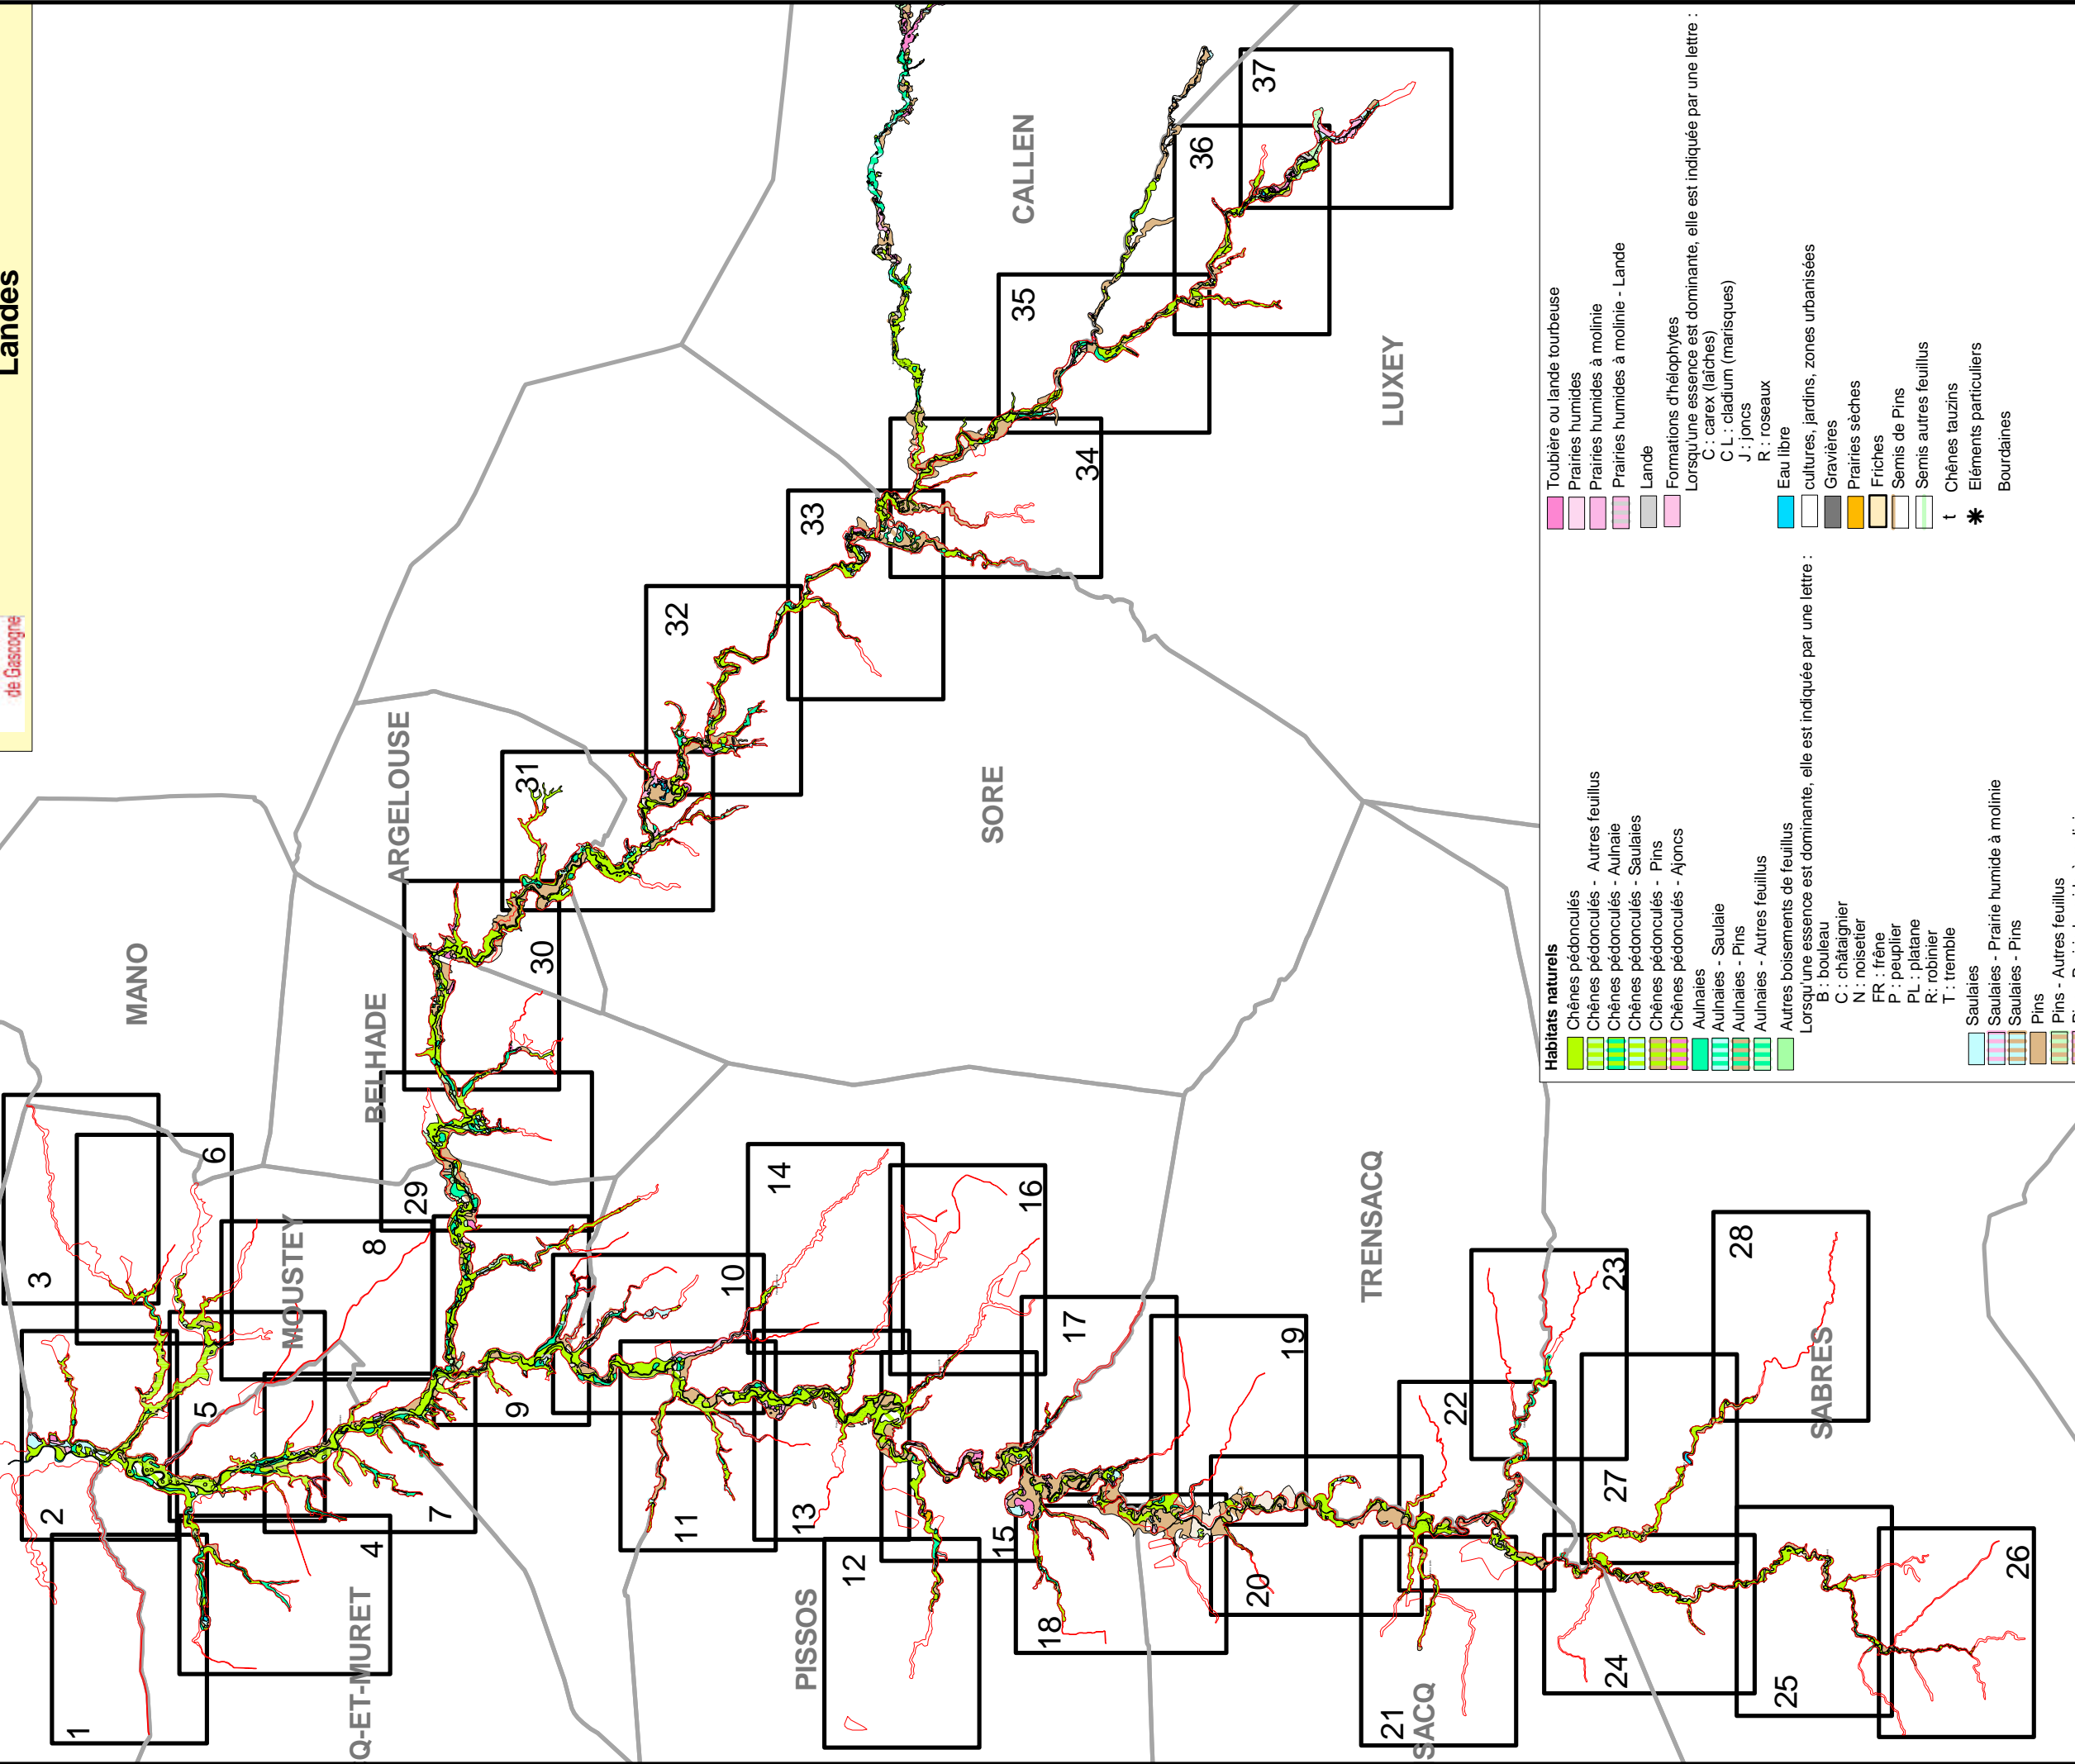 Landes
de Gascogne
MANO
ARGELOUSE
BELHADE
CALLEN
LUXEY
SORE
MOUSTEY
Q-ET-MURET
PISSOS
TRENSACQ
SACQ
SABRES
1
2
3
4
5
6
7
8
9
10
11
12
13
14
15
16
17
18
19
20
21
22
23
24
25
26
27
28
29
30
31
32
33
34
35
36
37
Habitats naturels
Chênes pédonculés
Chênes pédonculés - Autres feuillus
Chênes pédonculés - Aulnaie
Chênes pédonculés - Saulaies
Chênes pédonculés - Pins
Chênes pédonculés - Ajoncs
Aulnaies
Aulnaies - Saulaie
Aulnaies - Pins
Aulnaies - Autres feuillus
Autres boisements de feuillus
Lorsqu'une essence est dominante, elle est indiquée par une lettre :
B : bouleau
C : châtaignier
N : noisetier
FR : frêne
P : peuplier
PL : platane
R: robinier
T : tremble
Saulaies
Saulaies - Prairie humide à molinie
Saulaies - Pins
Pins
Pins - Autres feuillus
Toubière ou lande tourbeuse
Prairies humides
Prairies humides à molinie
Prairies humides à molinie - Lande
Lande
Formations d'hélophytes
Lorsqu'une essence est dominante, elle est indiquée par une lettre :
C : carex (laîches)
C L : cladium (marisques)
J : joncs
R : roseaux
Eau libre
cultures, jardins, zones urbanisées
Gravières
Prairies sèches
Friches
Semis de Pins
Semis autres feuillus
t Chênes tauzins
Eléments particuliers
Bourdaines